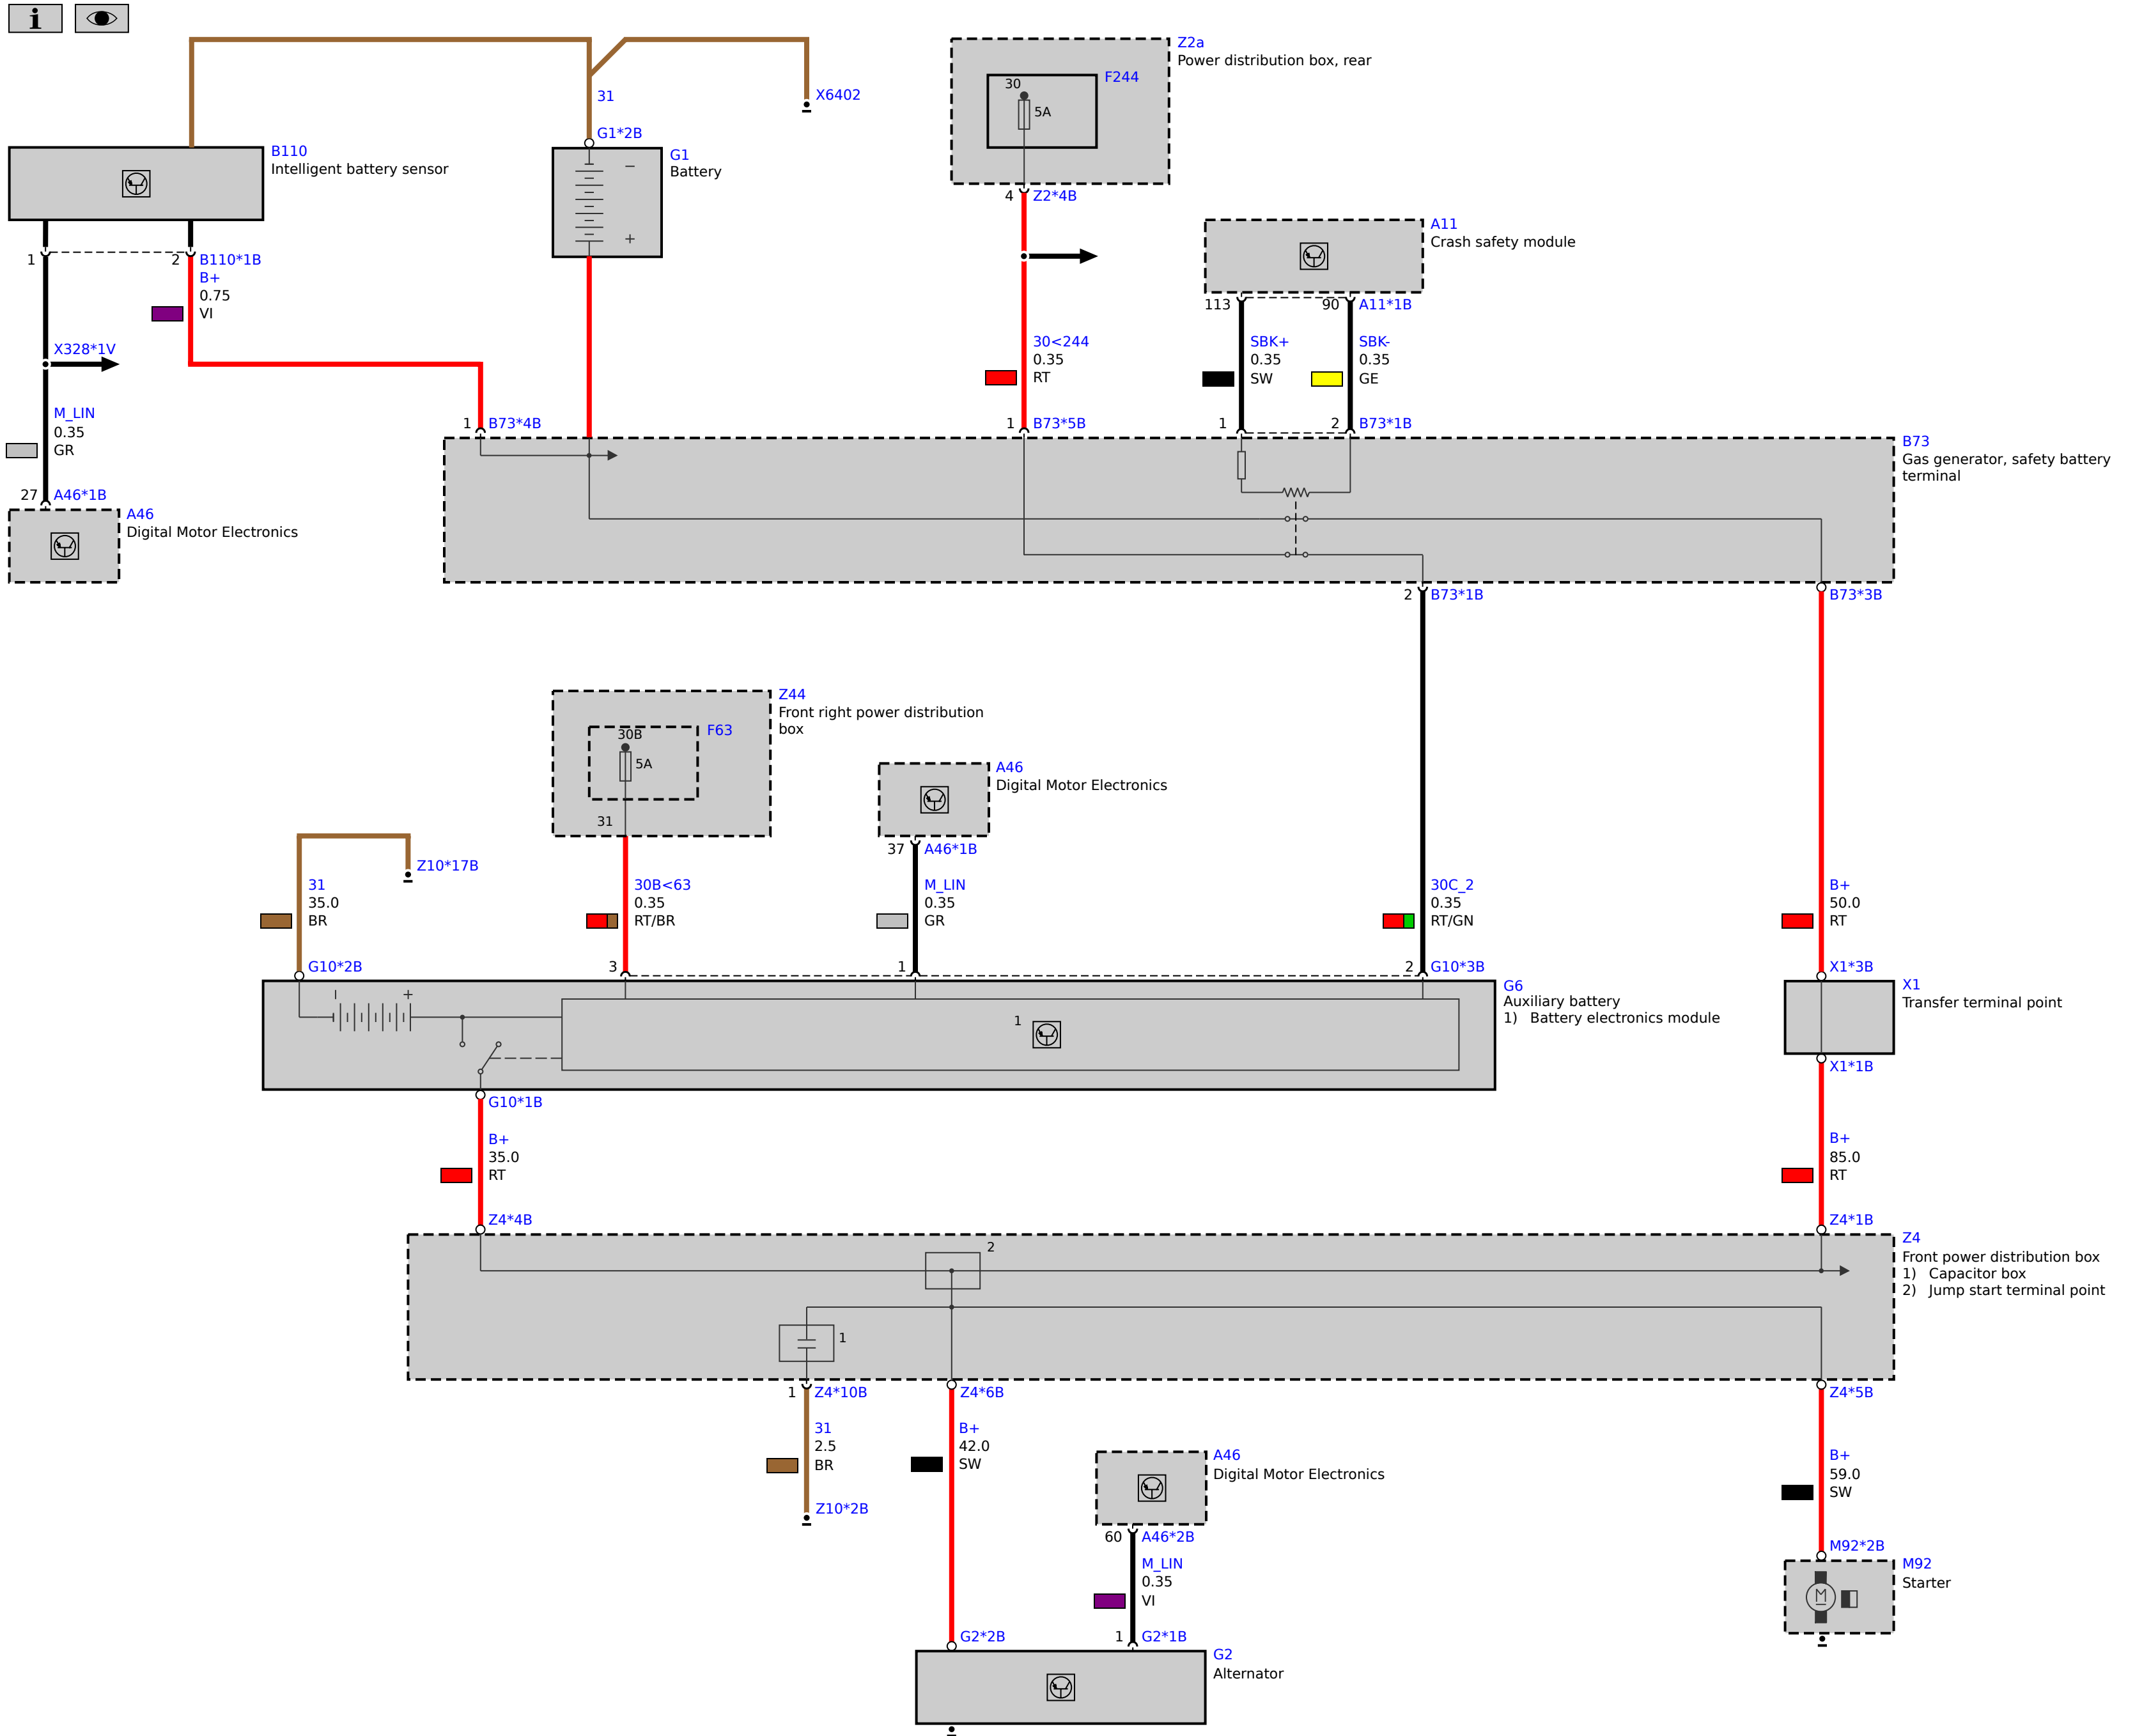 i
31
X6402
G1*2B
B110
Intelligent battery sensor
G1
Battery
−
+
Z2a
Power distribution box, rear
F244
30
5A
4
Z2*4B
A11
Crash safety module
1
2
B110*1B
B+
0.75
VI
X328*1V
M_LIN
0.35
GR
27
A46*1B
A46
Digital Motor Electronics
30<244
0.35
RT
113
90
A11*1B
SBK+
0.35
SW
SBK-
0.35
GE
1
B73*4B
1
B73*5B
1
2
B73*1B
B73
Gas generator, safety battery
terminal
2
B73*1B
B73*3B
Z44
Front right power distribution
box
F63
30B
5A
31
A46
Digital Motor Electronics
37
A46*1B
Z10*17B
31
35.0
BR
30B<63
0.35
RT/BR
M_LIN
0.35
GR
30C_2
0.35
RT/GN
B+
50.0
RT
G10*2B
3
1
2
G10*3B
X1*3B
−
+
1
G6
Auxiliary battery
1) Battery electronics module
X1
Transfer terminal point
G10*1B
X1*1B
B+
35.0
RT
B+
85.0
RT
Z4*4B
Z4*1B
2
1
Z4
Front power distribution box
1) Capacitor box
2) Jump start terminal point
1
Z4*10B
Z4*6B
Z4*5B
31
2.5
BR
B+
42.0
SW
Z10*2B
A46
Digital Motor Electronics
60
A46*2B
M_LIN
0.35
VI
B+
59.0
SW
M92*2B
M92
Starter
M
G2*2B
1
G2*1B
G2
Alternator